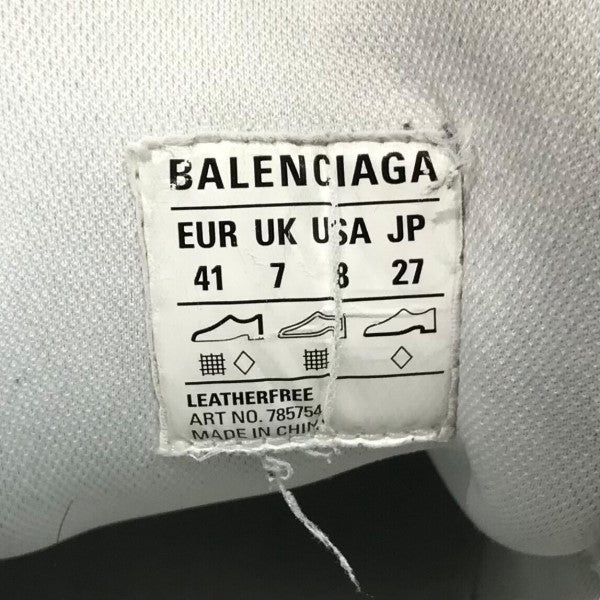 BALENCIAGA
EUR UK USA JP
41 7 8 27
LEATHERFREE
ART NO. 785754
MADE IN CHINA